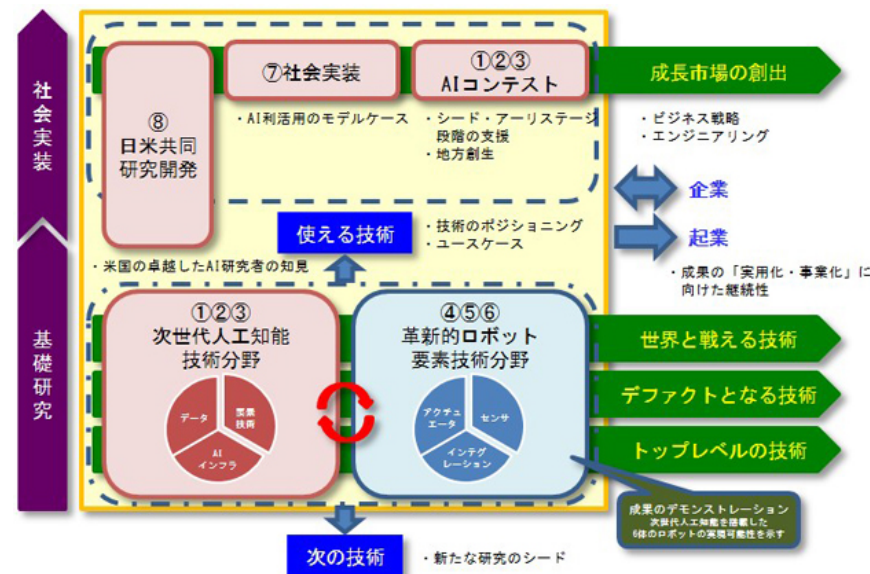 社会実装
基礎研究
⑧
日米共同
研究開発
⑦社会実装
・AI利活用のモデルケース
①②③
AIコンテスト
・シード・アーリステージ
段階の支援
・地方創生
成長市場の創出
・ビジネス戦略
・エンジニアリング
企業
起業
・成果の「実用化・事業化」に
向けた継続性
使える技術
・技術のポジショニング
・ユースケース
・米国の卓越したAI研究者の知見
①②③
次世代人工知能
技術分野
データ
要素
技術
AI
インフラ
④⑤⑥
革新的ロボット
要素技術分野
アクチュ
エータ
センサ
インテグ
レーション
世界と戦える技術
デファクトとなる技術
トップレベルの技術
成果のデモンストレーション
次世代人工知能を搭載した
6体のロボットの実現可能性を示す
次の技術
・新たな研究のシード